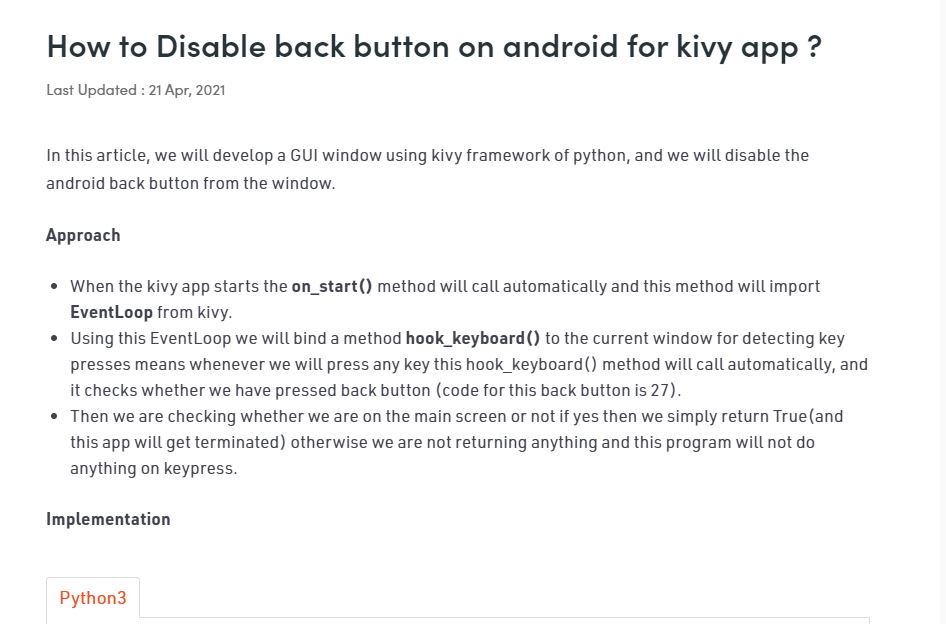 How to Disable back button on android for kivy app ?
Last Updated : 21 Apr, 2021
In this article, we will develop a GUI window using kivy framework of python, and we will disable the
android back button from the window.
Approach
• When the kivy app starts the on_start() method will call automatically and this method will import
EventLoop from kivy.
• Using this EventLoop we will bind a method hook_keyboard() to the current window for detecting key
presses means whenever we will press any key this hook_keyboard() method will call automatically, and
it checks whether we have pressed back button (code for this back button is 27).
• Then we are checking whether we are on the main screen or not if yes then we simply return True(and
this app will get terminated) otherwise we are not returning anything and this program will not do
anything on keypress.
Implementation
Python3